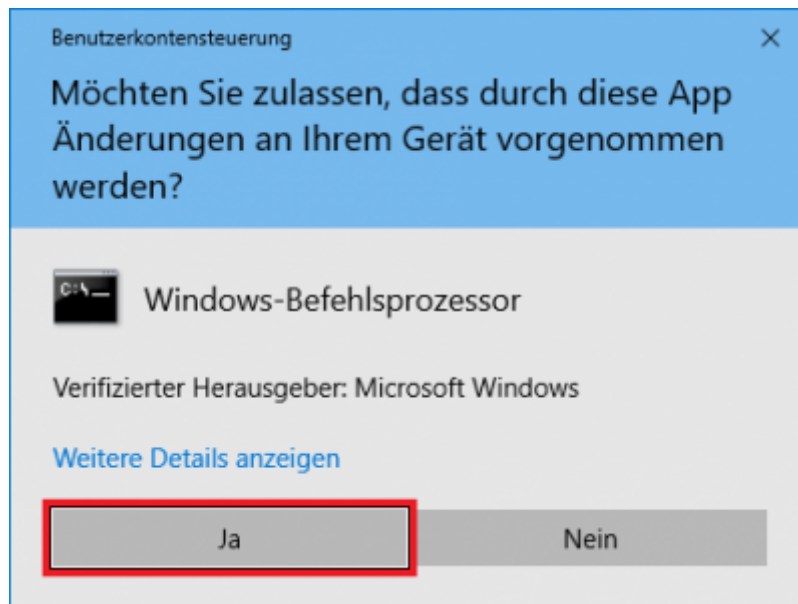 Benutzerkontensteuerung
Möchten Sie zulassen, dass durch diese App
Änderungen an Ihrem Gerät vorgenommen
werden?
C:\_
Windows-Befehlsprozessor
Verifizierter Herausgeber: Microsoft Windows
Weitere Details anzeigen
Ja
Nein